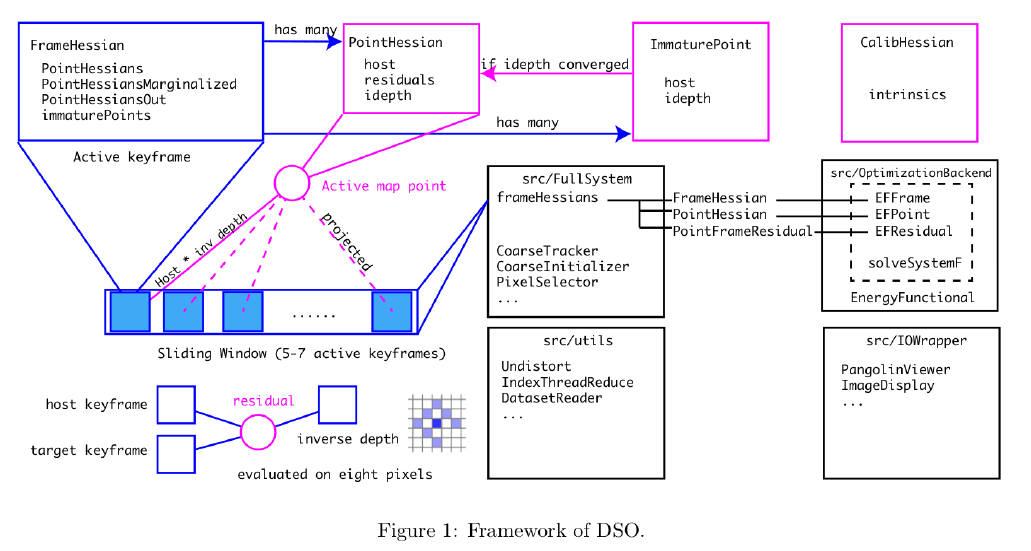 FrameHessian
PointHessians
PointHessiansMarginalized
PointHessiansOut
immaturePoints
Active keyframe
has many
PointHessian
host
residuals
idepth
if idepth converged
has many
ImmaturePoint
host
idepth
CalibHessian
intrinsics
Active map point
Host * inv depth
projected
......
Sliding Window (5-7 active keyframes)
src/FullSystem
frameHessians
CoarseTracker
CoarseInitializer
PixelSelector
...
FrameHessian
PointHessian
PointFrameResidual
src/OptimizationBackend
EFFrame
EFPoint
EFResidual
solveSystemF
EnergyFunctional
host keyframe
target keyframe
residual
inverse depth
evaluated on eight pixels
src/utils
Undistort
IndexThreadReduce
DatasetReader
...
src/IOWrapper
PangolinViewer
ImageDisplay
...
Figure 1: Framework of DSO.